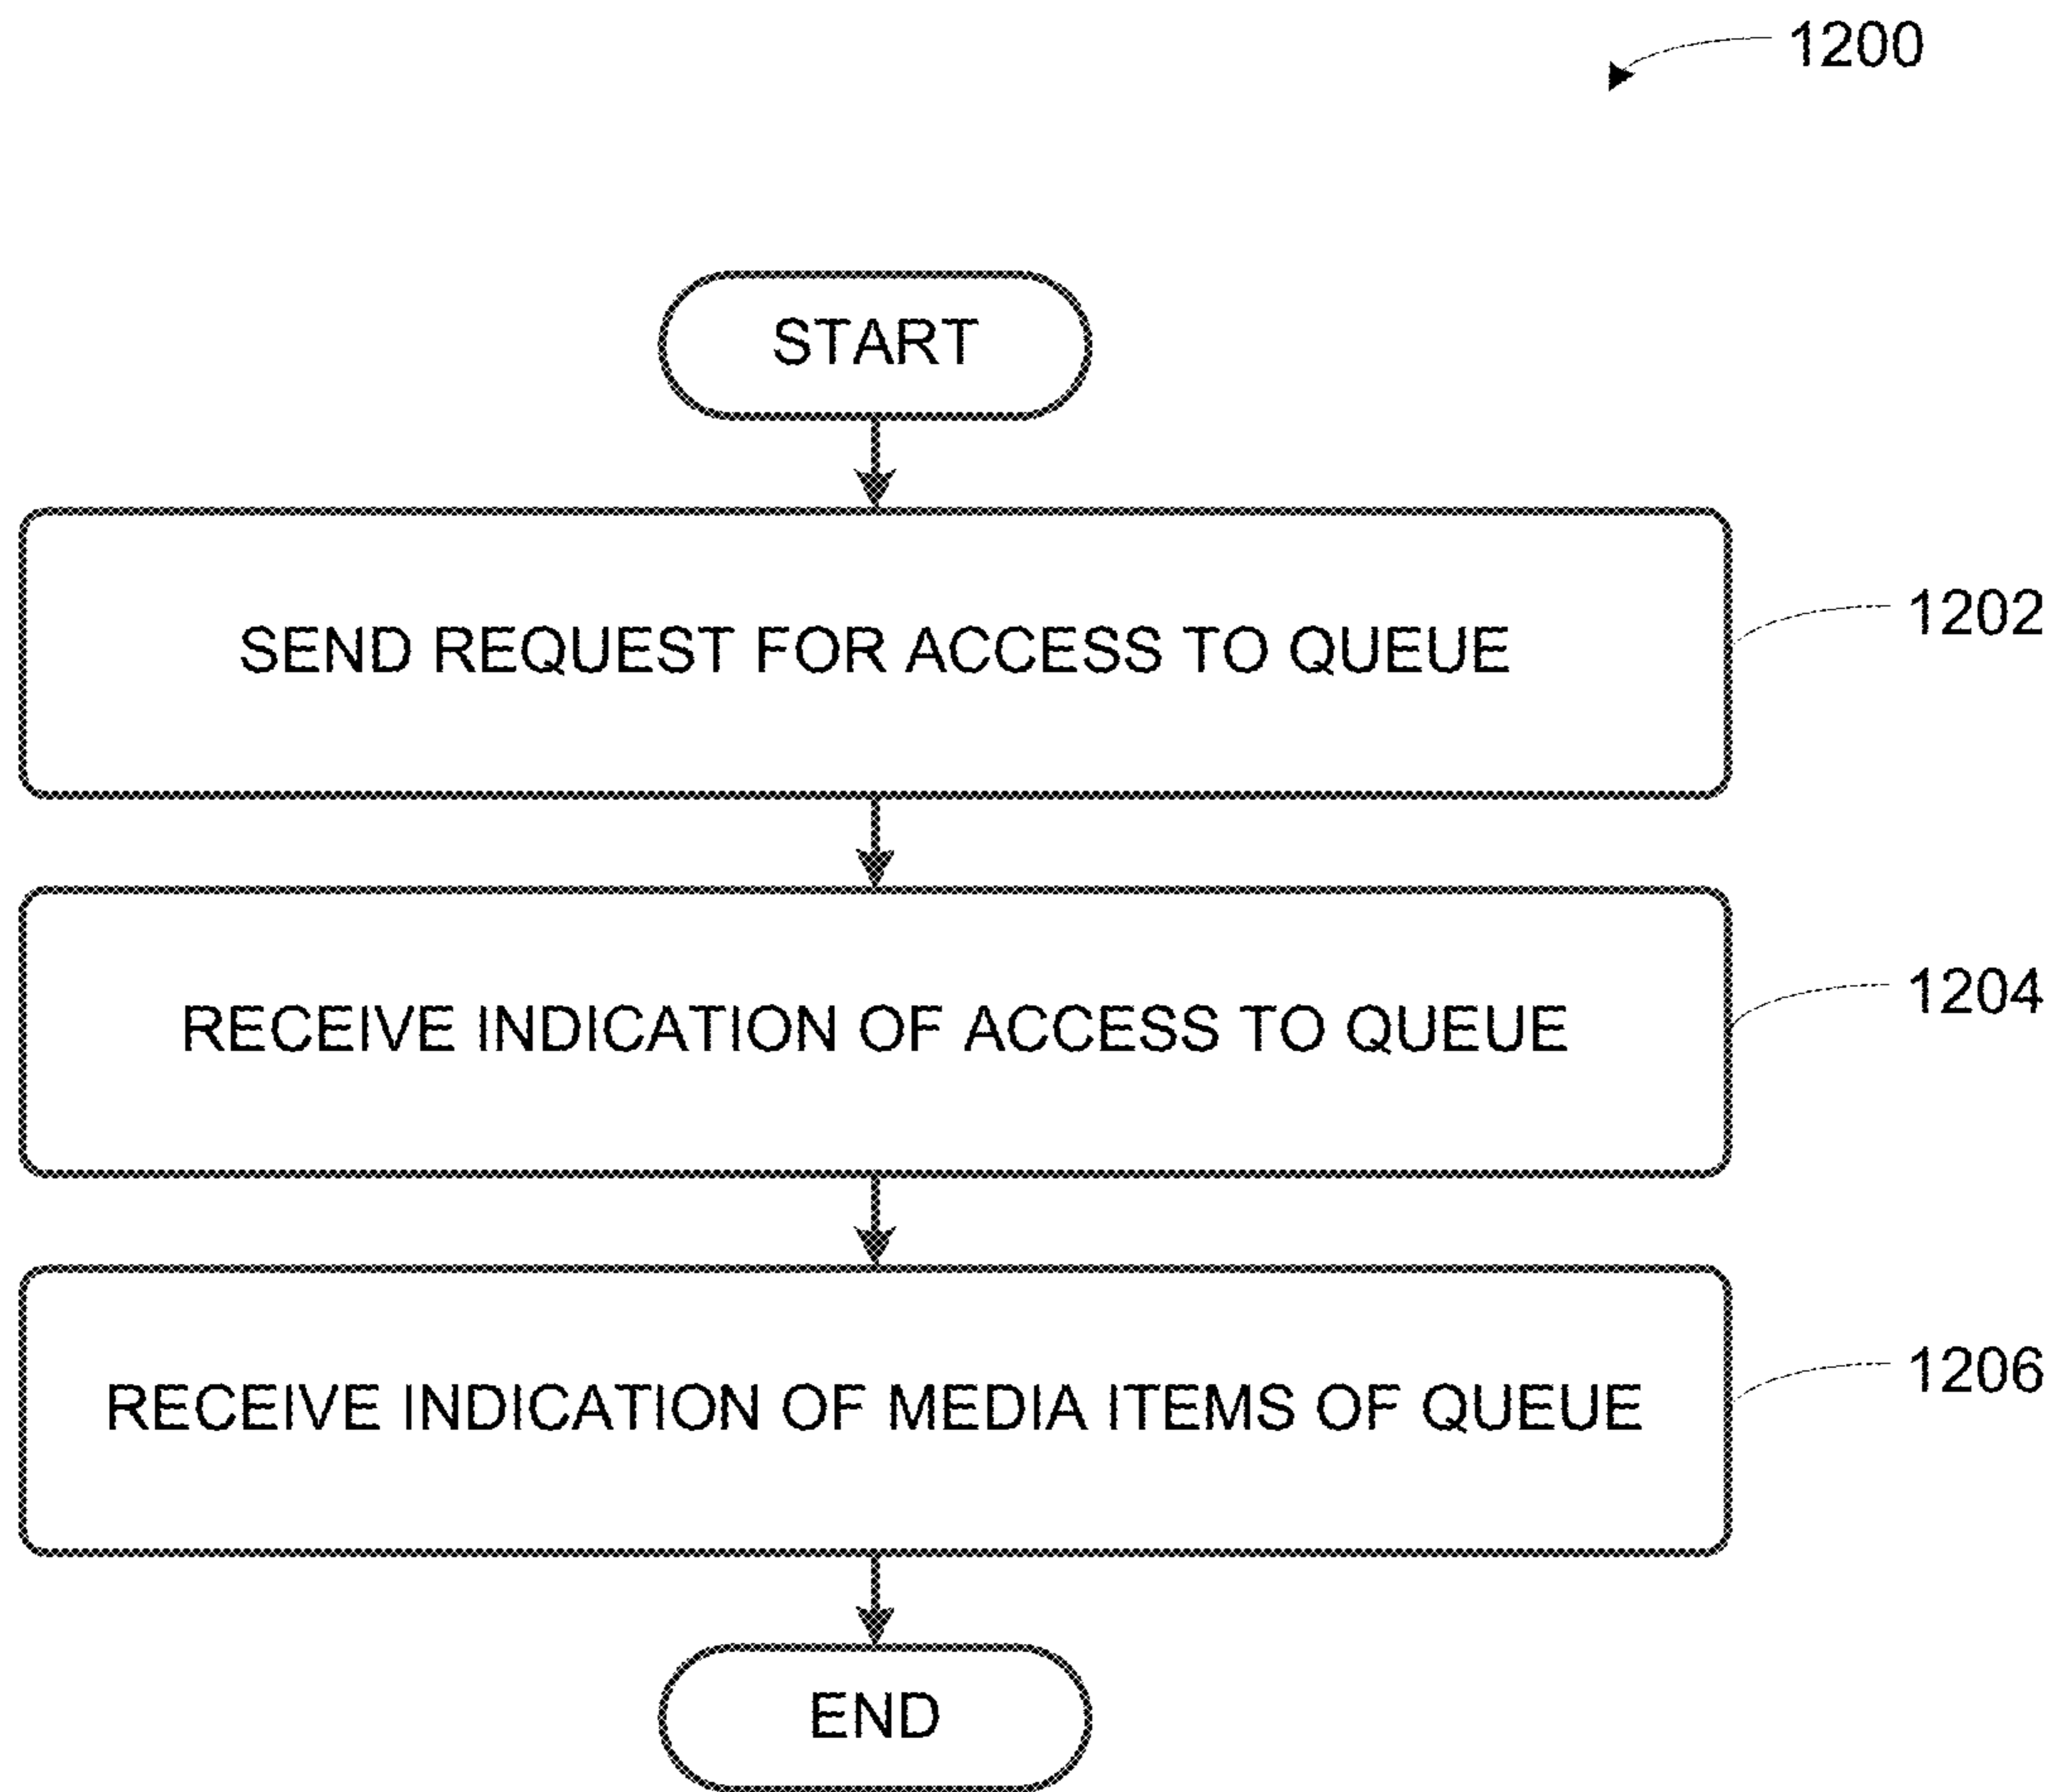 1200
START
SEND REQUEST FOR ACCESS TO QUEUE
1202
RECEIVE INDICATION OF ACCESS TO QUEUE
1204
RECEIVE INDICATION OF MEDIA ITEMS OF QUEUE
1206
END